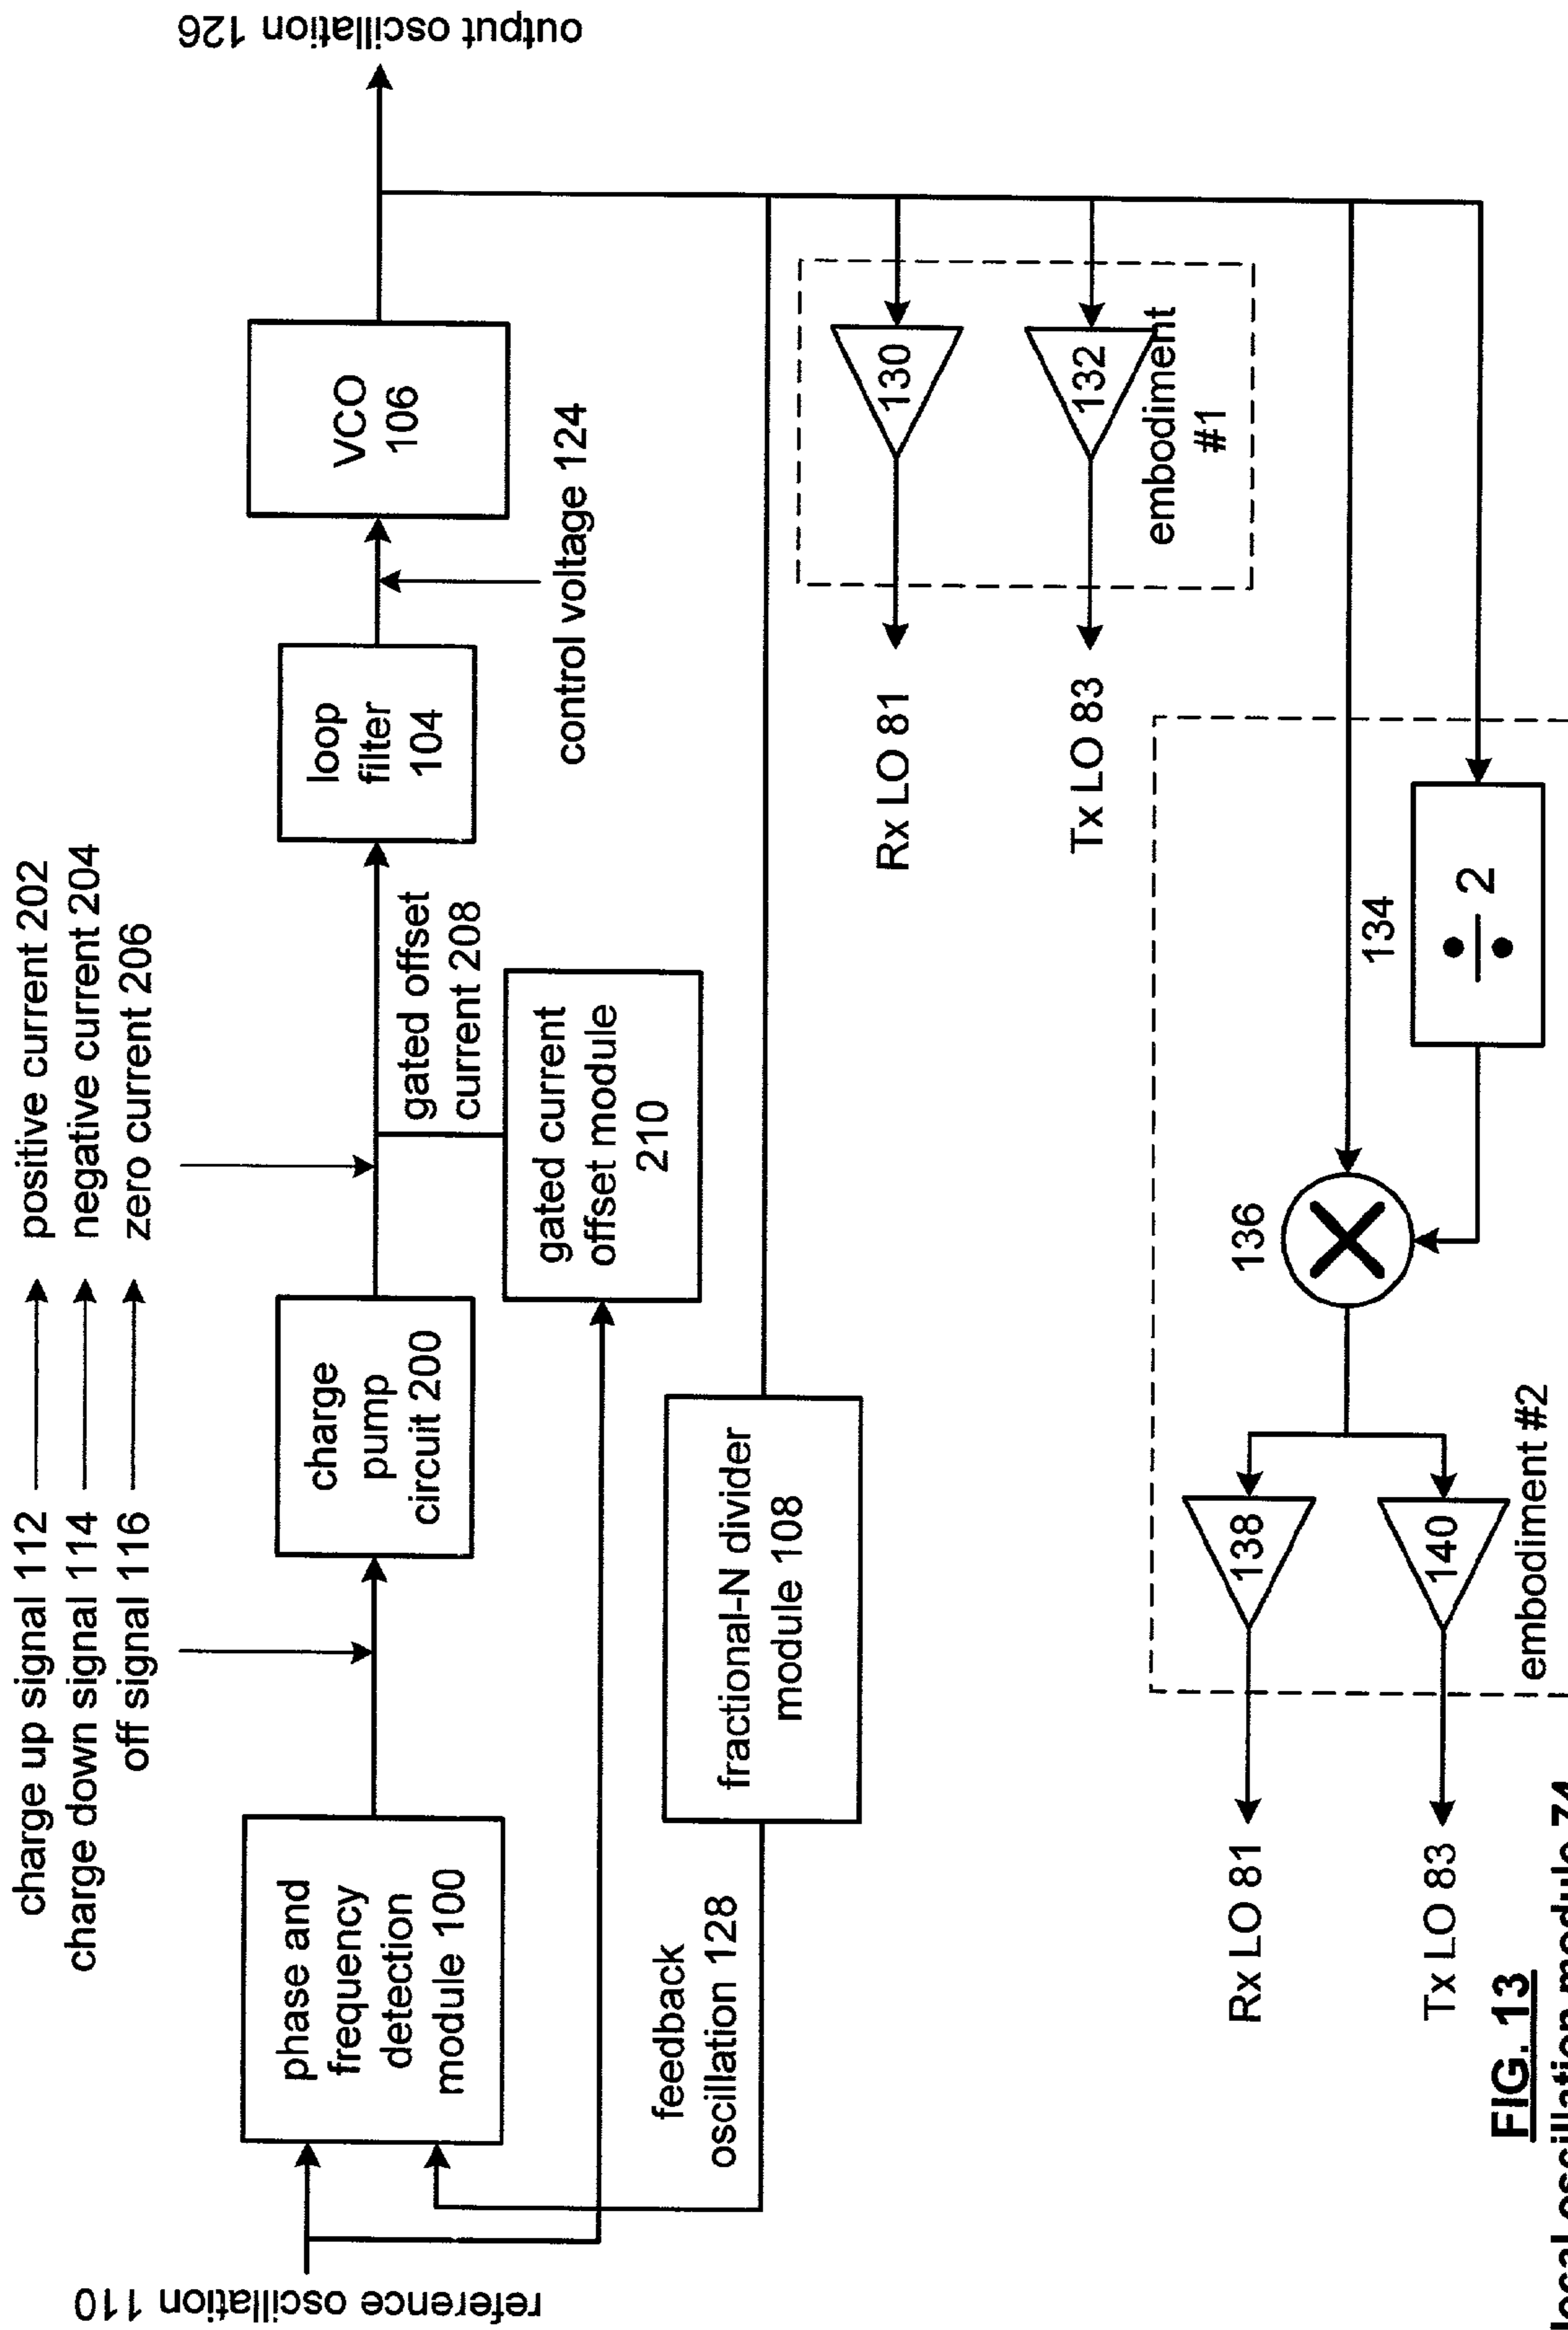 charge up signal 112
charge down signal 114
off signal 116
positive current 202
negative current 204
zero current 206
reference oscillation 110
phase and
frequency
detection
module 100
charge
pump
circuit 200
gated offset
current 208
loop
filter
104
VCO
106
output oscillation 126
control voltage 124
gated current
offset module
210
feedback
oscillation 128
fractional-N divider
module 108
130
132
embodiment
#1
Rx LO 81
Tx LO 83
134
÷ 2
136
138
140
embodiment #2
Rx LO 81
Tx LO 83
FIG. 13
local oscillation module 74